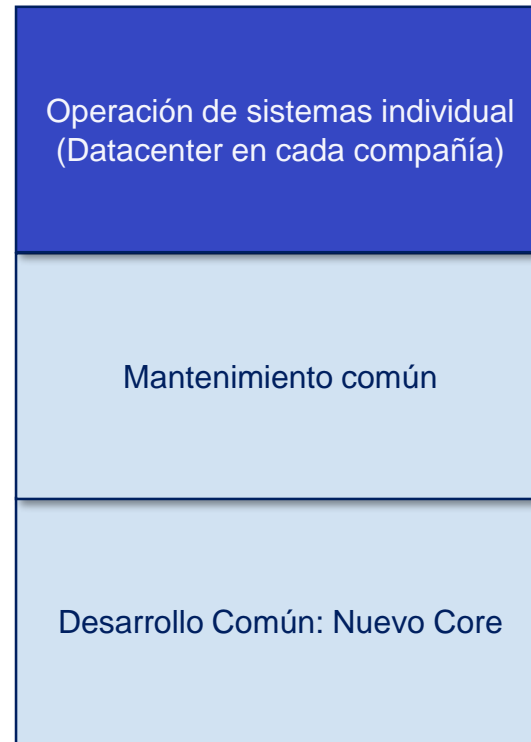 Operación de sistemas individual
(Datacenter en cada compañía)
Mantenimiento común
Desarrollo Común: Nuevo Core